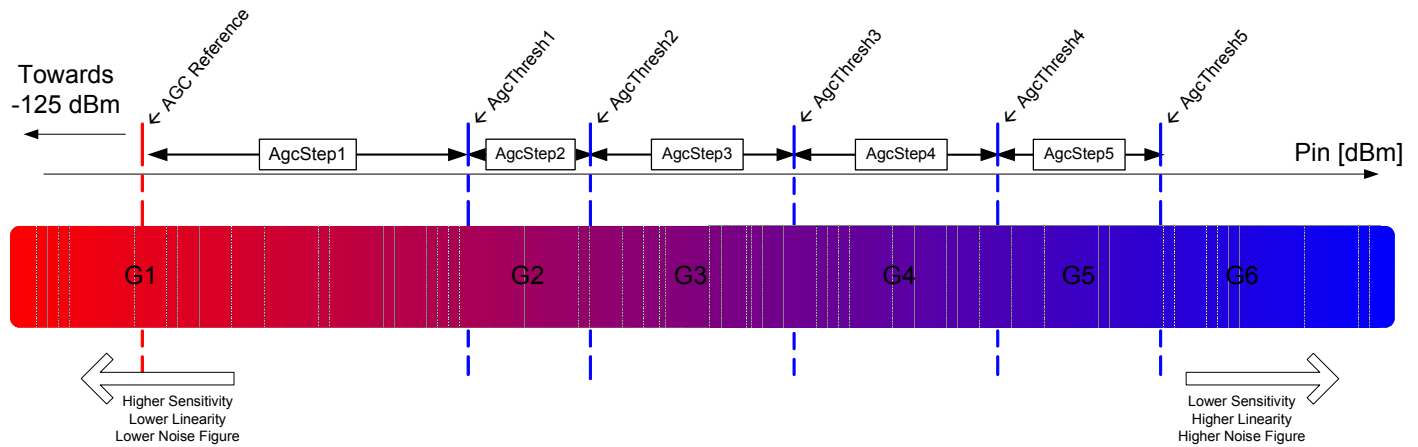 Towards
-125 dBm
← AGC Reference
← AgcThresh1
← AgcThresh2
← AgcThresh3
← AgcThresh4
← AgcThresh5
AgcStep1
AgcStep2
AgcStep3
AgcStep4
AgcStep5
Pin [dBm]
G1
G2
G3
G4
G5
G6
Higher Sensitivity
Lower Linearity
Lower Noise Figure
Lower Sensitivity
Higher Linearity
Higher Noise Figure